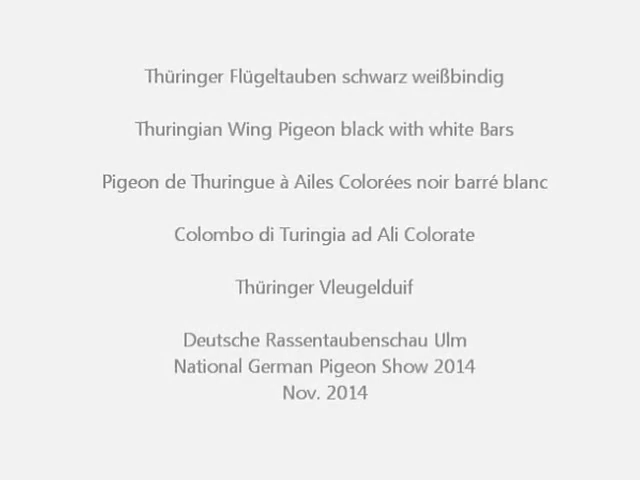 Thüringer Flügeltauben schwarz weißbindig
Thuringian Wing Pigeon black with white Bars
Pigeon de Thuringue à Ailes Colorées noir barré blanc
Colombo di Turingia ad Ali Colorate
Thüringer Vleugelduif
Deutsche Rassentaubenschau Ulm
National German Pigeon Show 2014
Nov. 2014